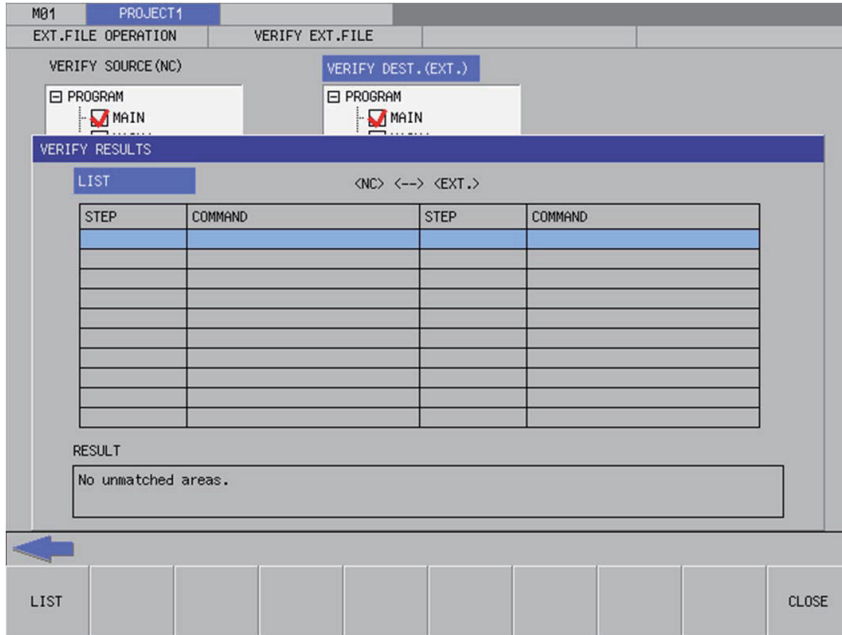 M01 PROJECT1
EXT.FILE OPERATION VERIFY EXT.FILE
VERIFY SOURCE(NC) VERIFY DEST.(EXT.)
PROGRAM PROGRAM
MAIN MAIN
VERIFY RESULTS
LIST <NC> <--> <EXT.>
STEP COMMAND STEP COMMAND
RESULT
No unmatched areas.
LIST CLOSE